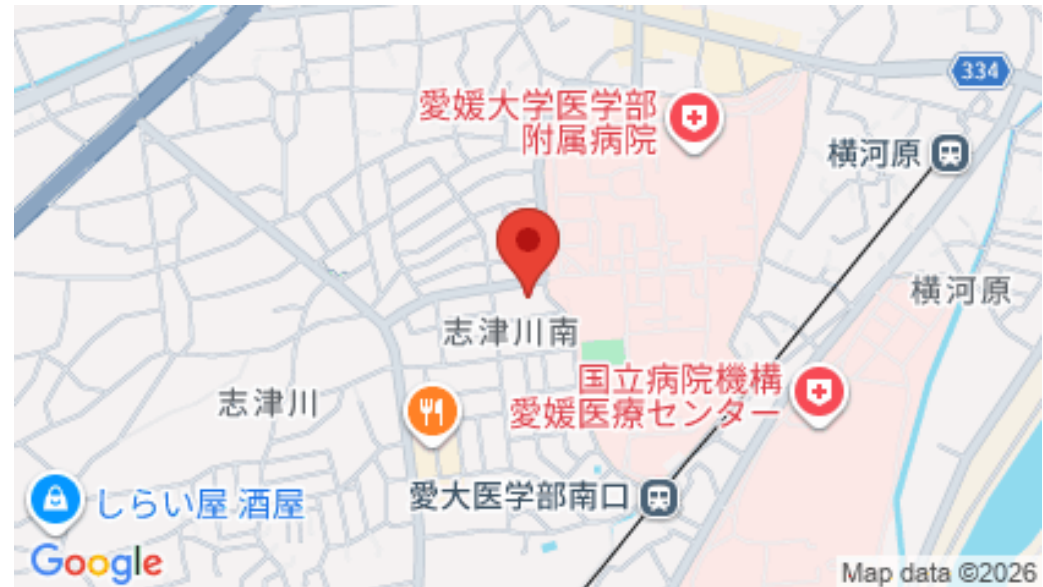 334
愛媛大学医学部
附属病院
横河原
横河原
志津川南
国立病院機構
愛媛医療センター
志津川
愛大医学部南口
しらい屋 酒屋
Google
Map data ©2026